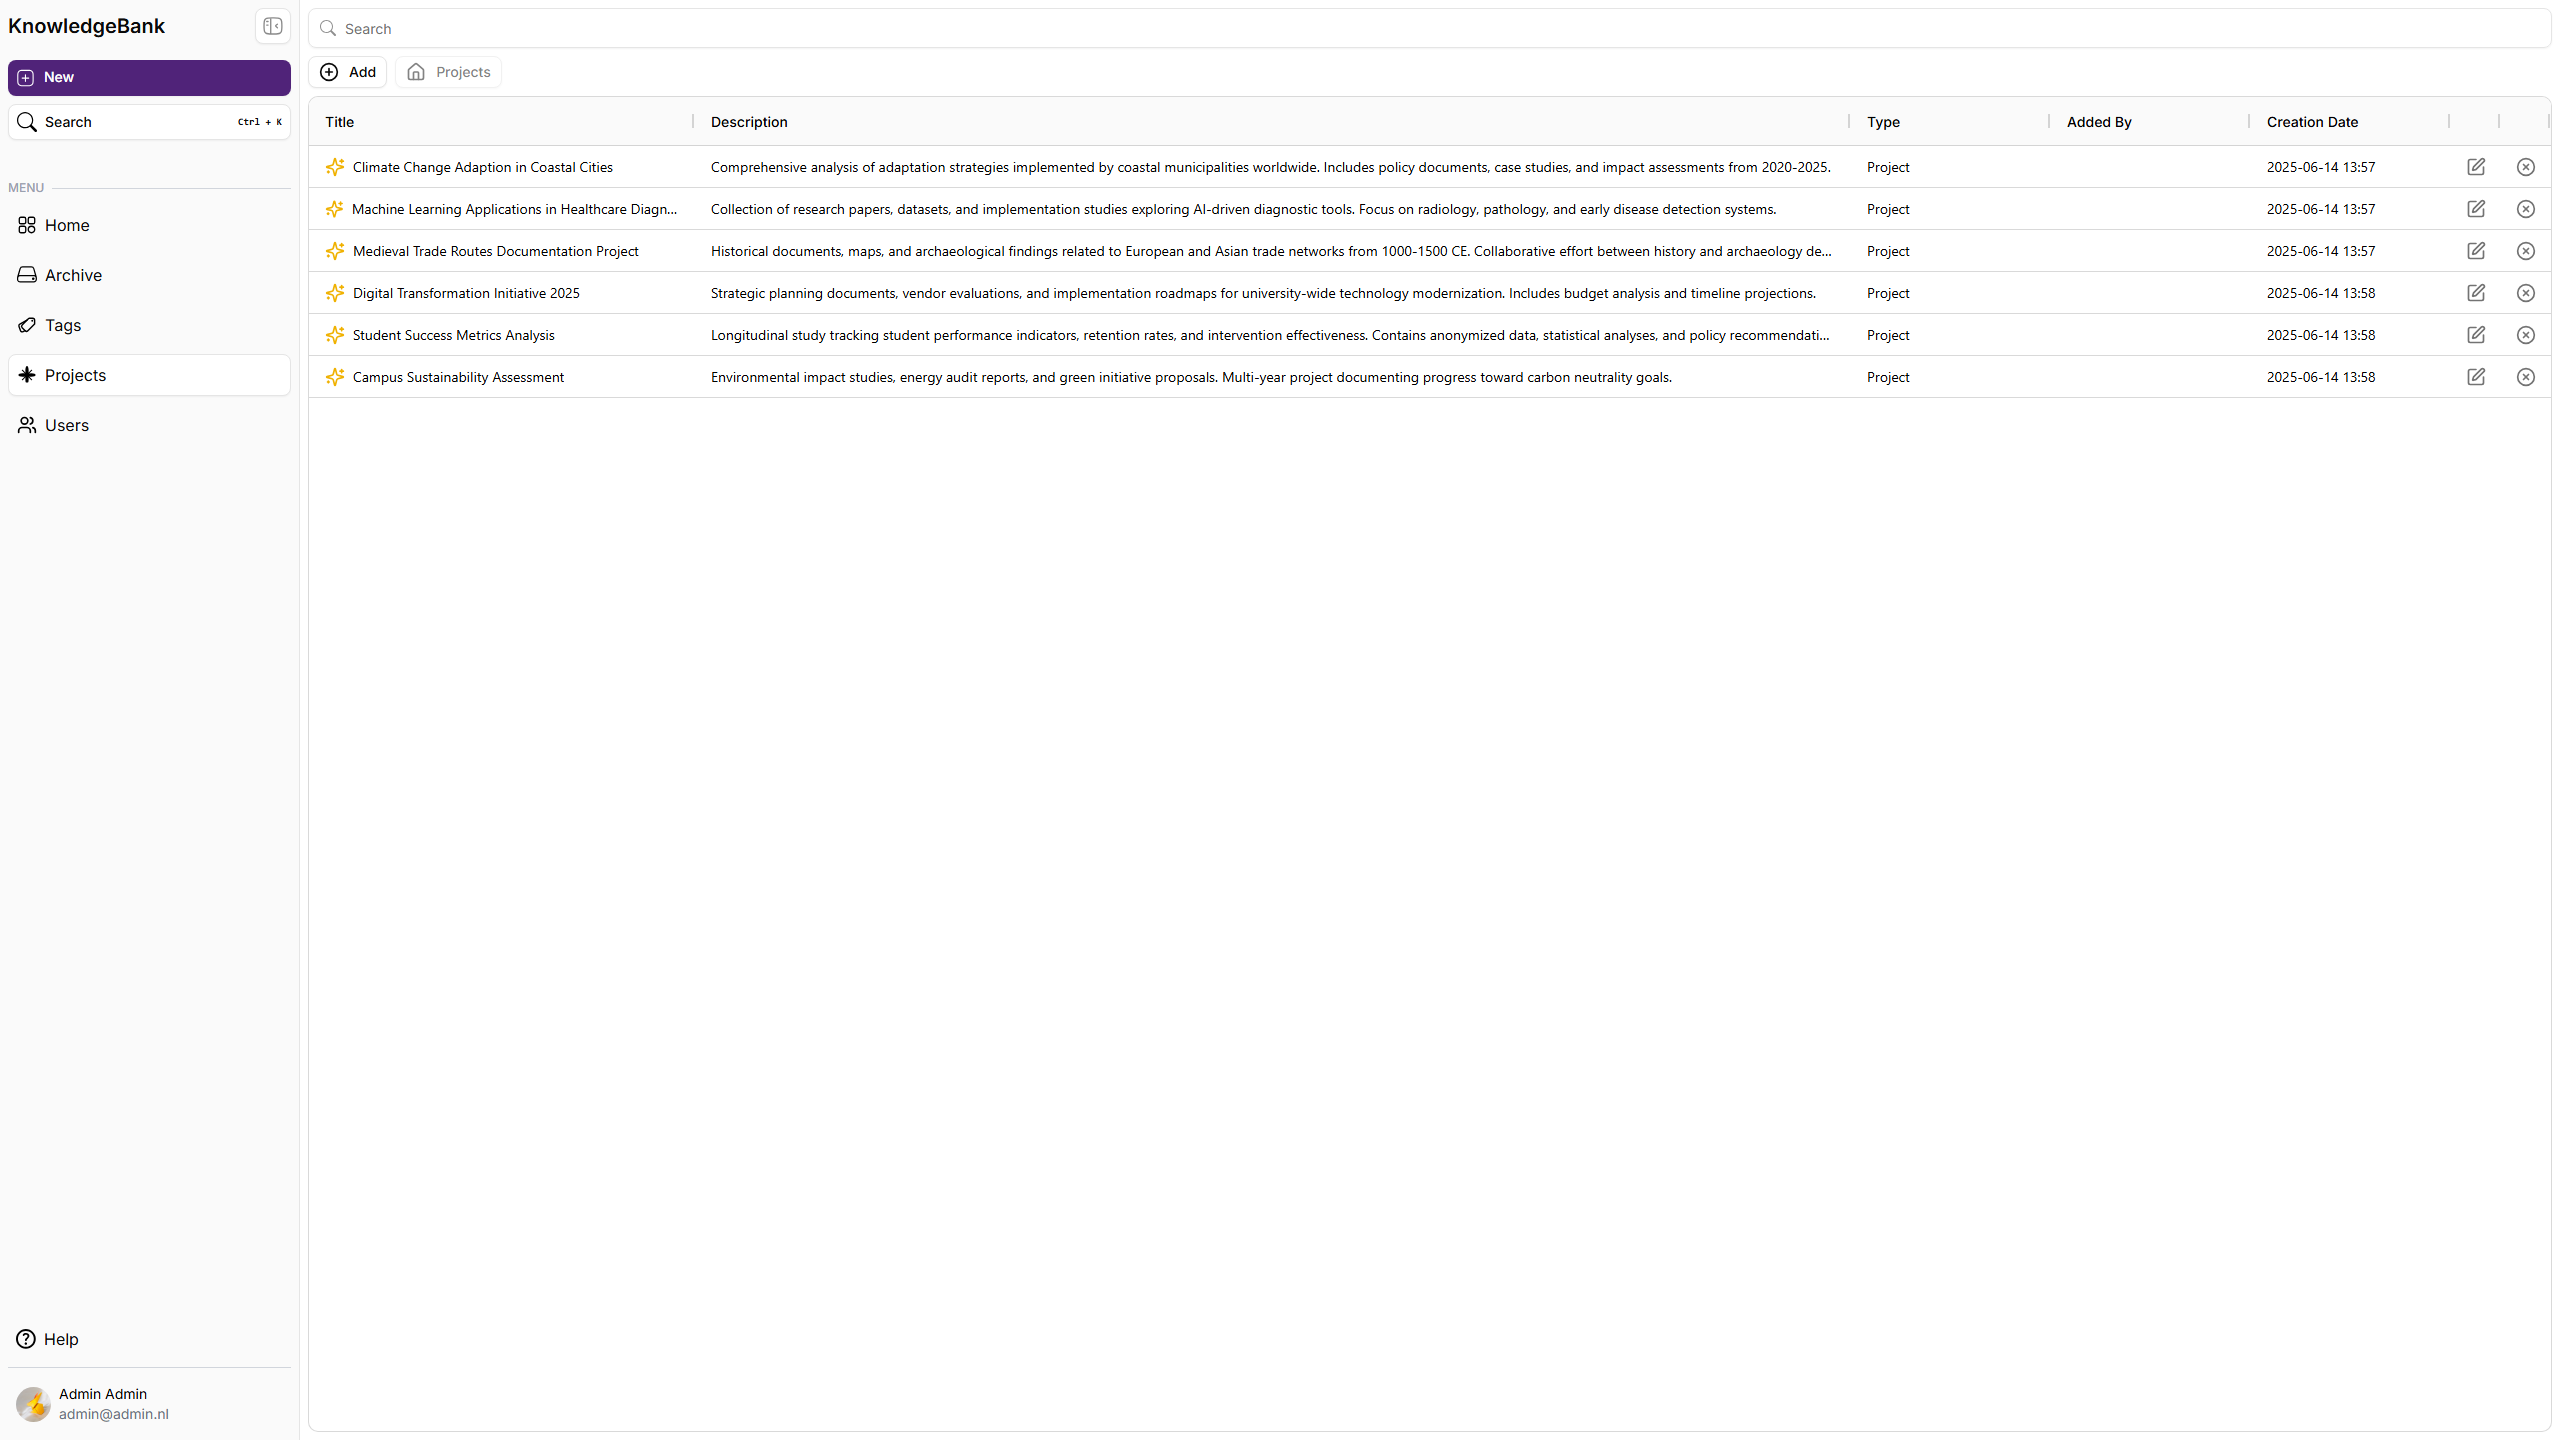 KnowledgeBank
New
Search Ctrl + K
MENU
Home
Archive
Tags
Projects
Users
Help
Admin Admin
admin@admin.nl
Search
Add Projects
Title Description Type Added By Creation Date
Climate Change Adaption in Coastal Cities Comprehensive analysis of adaptation strategies implemented by coastal municipalities worldwide. Includes policy documents, case studies, and impact assessments from 2020-2025. Project 2025-06-14 13:57
Machine Learning Applications in Healthcare Diagn... Collection of research papers, datasets, and implementation studies exploring AI-driven diagnostic tools. Focus on radiology, pathology, and early disease detection systems. Project 2025-06-14 13:57
Medieval Trade Routes Documentation Project Historical documents, maps, and archaeological findings related to European and Asian trade networks from 1000-1500 CE. Collaborative effort between history and archaeology de... Project 2025-06-14 13:57
Digital Transformation Initiative 2025 Strategic planning documents, vendor evaluations, and implementation roadmaps for university-wide technology modernization. Includes budget analysis and timeline projections. Project 2025-06-14 13:58
Student Success Metrics Analysis Longitudinal study tracking student performance indicators, retention rates, and intervention effectiveness. Contains anonymized data, statistical analyses, and policy recommendati... Project 2025-06-14 13:58
Campus Sustainability Assessment Environmental impact studies, energy audit reports, and green initiative proposals. Multi-year project documenting progress toward carbon neutrality goals. Project 2025-06-14 13:58